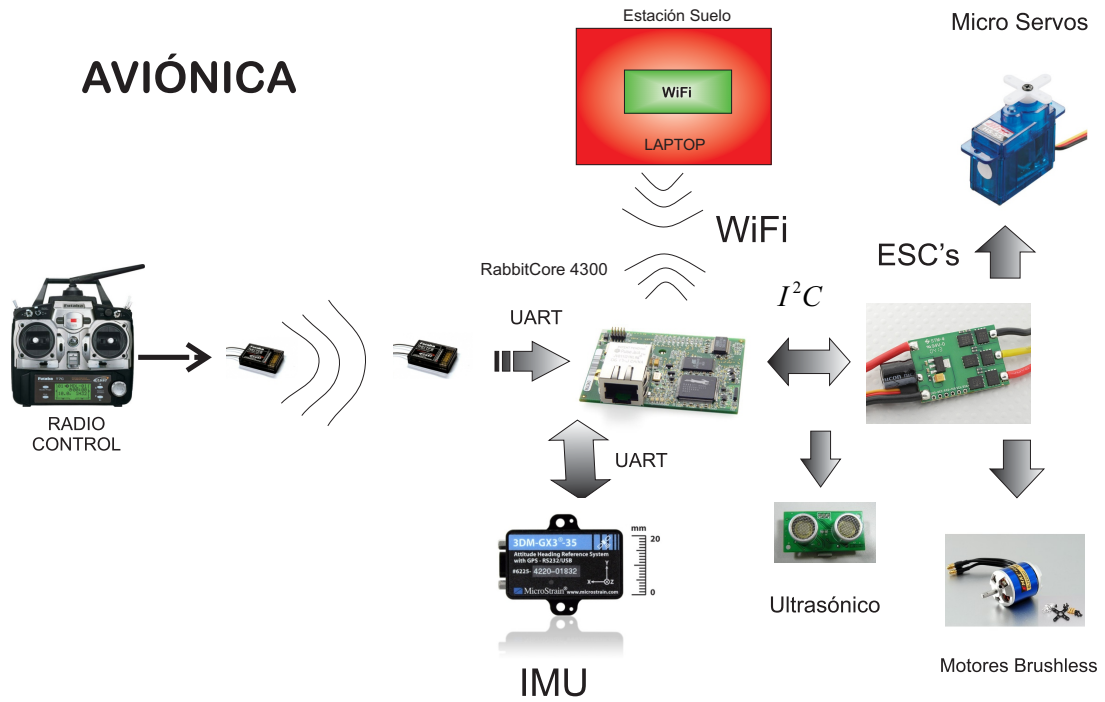 AVIÓNICA
Estación Suelo
WiFi
LAPTOP
Micro Servos
WiFi
ESC's
RabbitCore 4300
I²C
UART
RADIO
CONTROL
UART
3DM-GX3®-35
Attitude Heading Reference System
with GPS - RS232/USB
#6225- 4220-01832
Y
X
Z
MicroStrain® www.microstrain.com
mm
20
0
Ultrasónico
IMU
Motores Brushless